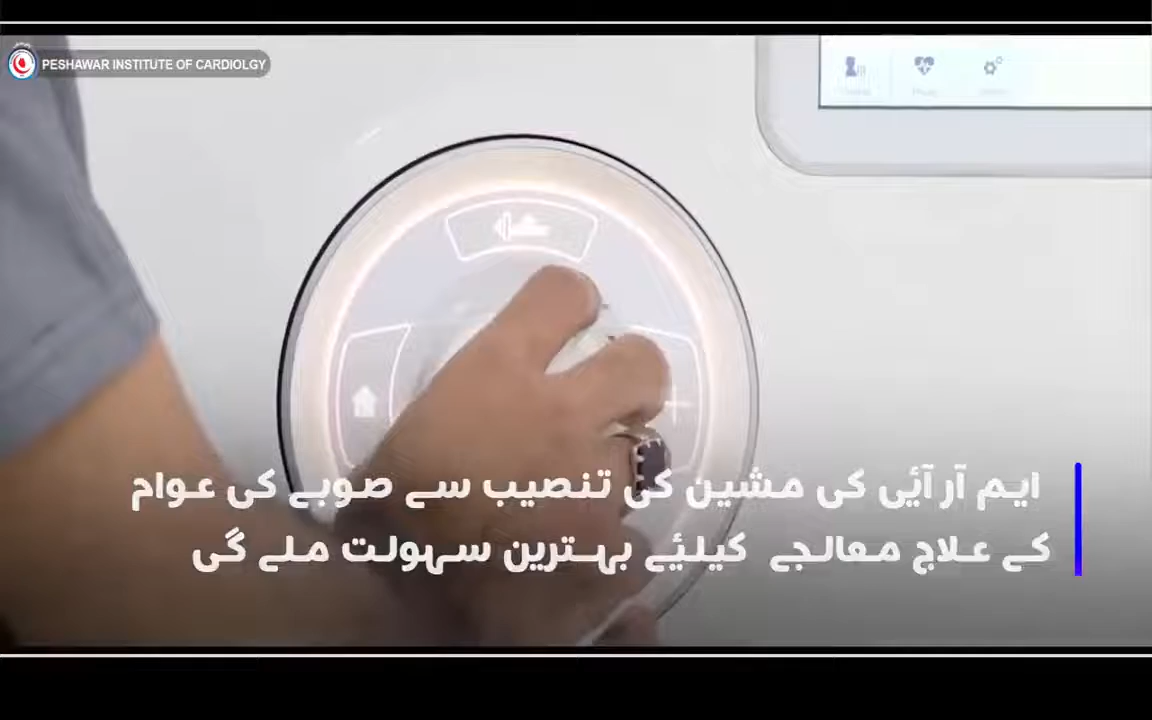 PESHAWAR INSTITUTE OF CARDIOLGY
ایم آر آئی کی مشین کی تنصیب سے صوبے کی عوام
کے علاج معالجے کیلئے بہترین سہولت ملے گی